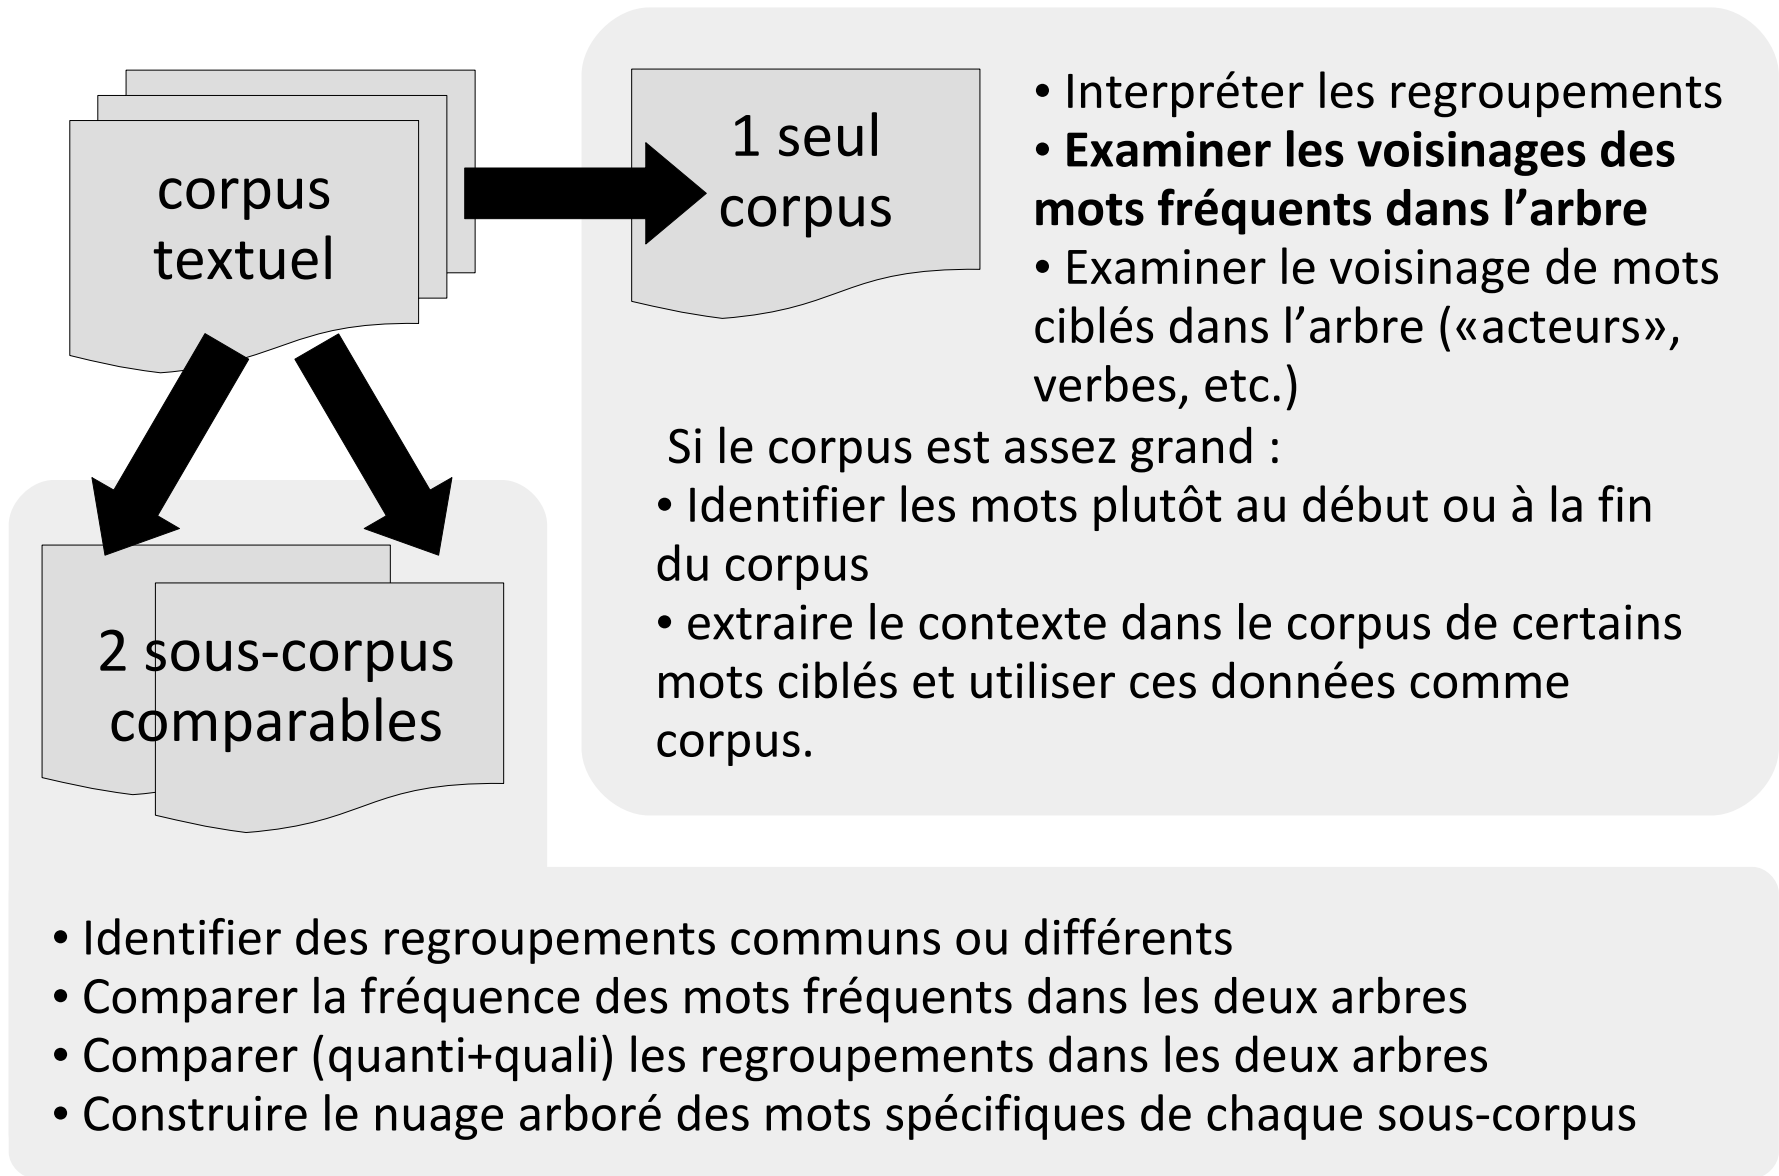 corpus
textuel
1 seul
corpus
• Interpréter les regroupements
• Examiner les voisinages des
mots fréquents dans l’arbre
• Examiner le voisinage de mots
ciblés dans l’arbre («acteurs»,
verbes, etc.)
Si le corpus est assez grand :
• Identifier les mots plutôt au début ou à la fin
du corpus
• extraire le contexte dans le corpus de certains
mots ciblés et utiliser ces données comme
corpus.
2 sous-corpus
comparables
• Identifier des regroupements communs ou différents
• Comparer la fréquence des mots fréquents dans les deux arbres
• Comparer (quanti+quali) les regroupements dans les deux arbres
• Construire le nuage arboré des mots spécifiques de chaque sous-corpus